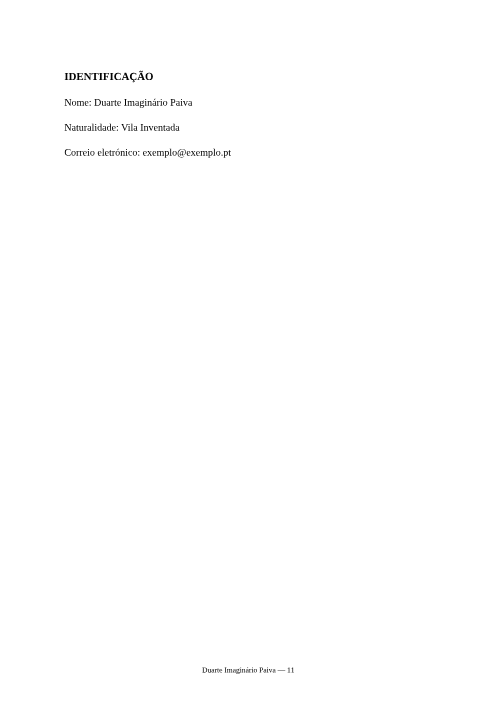 IDENTIFICAÇÃO
Nome: Duarte Imaginário Paiva
Naturalidade: Vila Inventada
Correio eletrónico: exemplo@exemplo.pt
Duarte Imaginário Paiva — 11